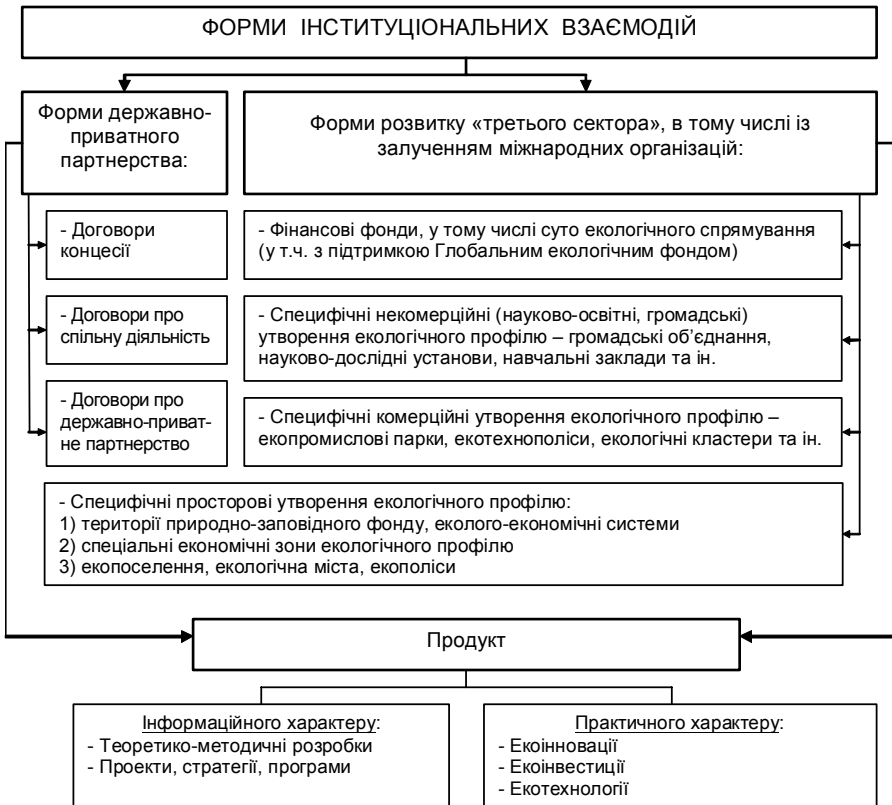 ФОРМИ ІНСТИТУЦІОНАЛЬНИХ ВЗАЄМОДІЙ
Форми державно-
приватного
партнерства:
Форми розвитку «третього сектора», в тому числі із
залученням міжнародних організацій:
- Договори
концесії
- Фінансові фонди, у тому числі суто екологічного спрямування
(у т.ч. з підтримкою Глобальним екологічним фондом)
- Договори про
спільну діяльність
- Специфічні некомерційні (науково-освітні, громадські)
утворення екологічного профілю – громадські об’єднання,
науково-дослідні установи, навчальні заклади та ін.
- Договори про
державно-приват-
не партнерство
- Специфічні комерційні утворення екологічного профілю –
екопромислові парки, екотехнополіси, екологічні кластери та ін.
- Специфічні просторові утворення екологічного профілю:
1) території природно-заповідного фонду, еколого-економічні системи
2) спеціальні економічні зони екологічного профілю
3) екопоселення, екологічна міста, екополіси
Продукт
Інформаційного характеру:
- Теоретико-методичні розробки
- Проекти, стратегії, програми
Практичного характеру:
- Екоінновації
- Екоінвестиції
- Екотехнології